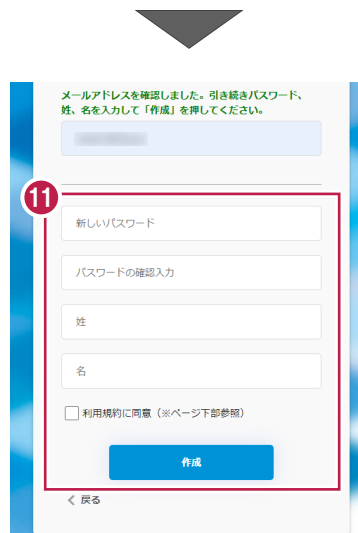 メールアドレスを確認しました。引き続きパスワード、
姓、名を入力して「作成」を押してください。
11
新しいパスワード
パスワードの確認入力
姓
名
利用規約に同意（※ページ下部参照）
作成
戻る